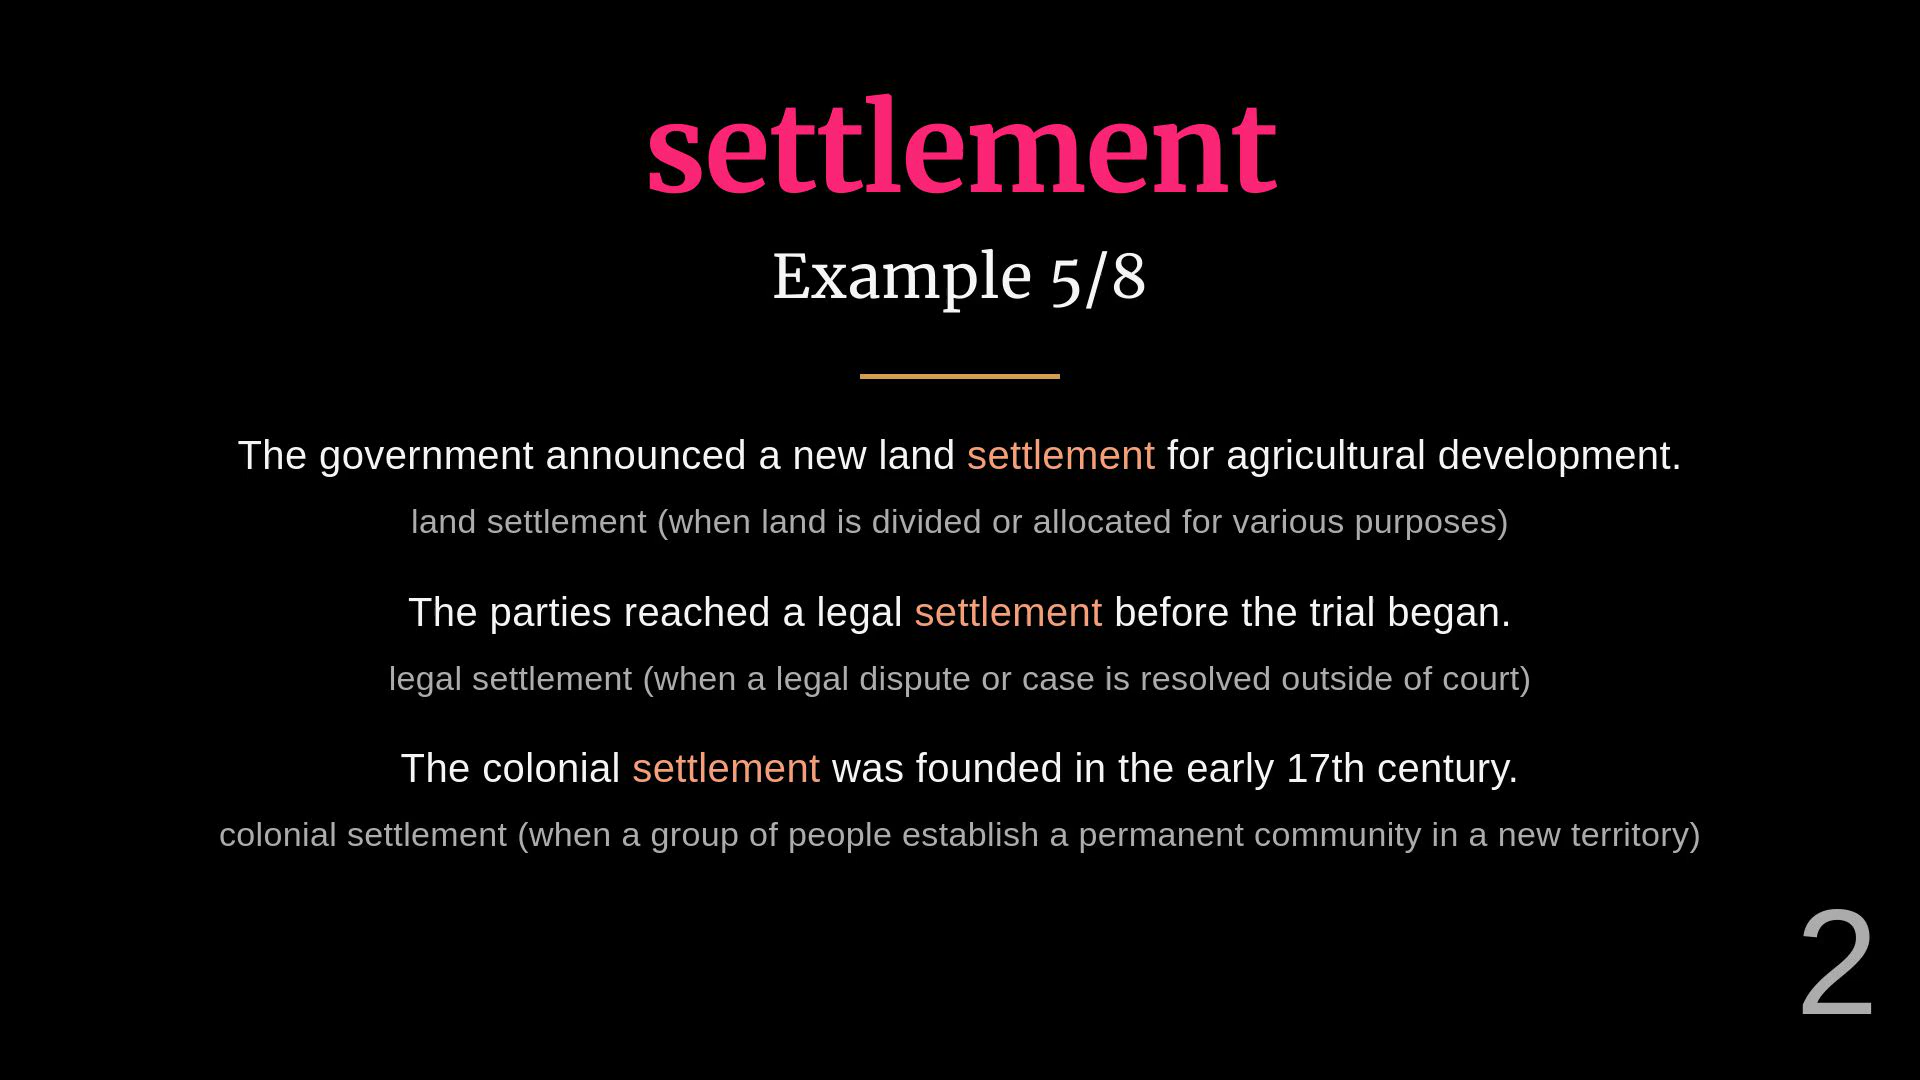 settlement
Example 5/8
The government announced a new land settlement for agricultural development.
land settlement (when land is divided or allocated for various purposes)
The parties reached a legal settlement before the trial began.
legal settlement (when a legal dispute or case is resolved outside of court)
The colonial settlement was founded in the early 17th century.
colonial settlement (when a group of people establish a permanent community in a new territory)
2